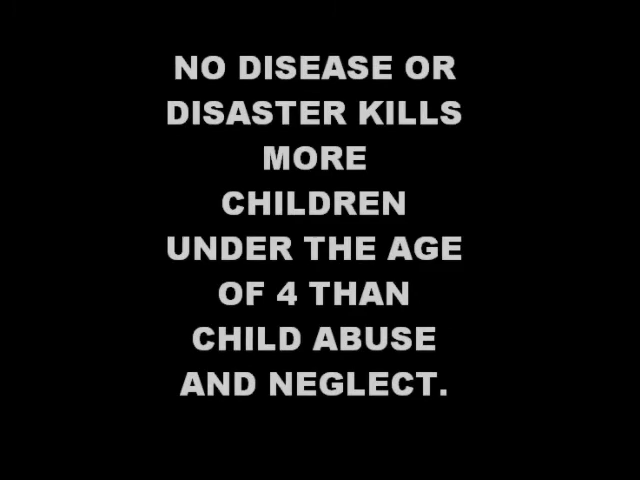 NO DISEASE OR
DISASTER KILLS
MORE
CHILDREN
UNDER THE AGE
OF 4 THAN
CHILD ABUSE
AND NEGLECT.